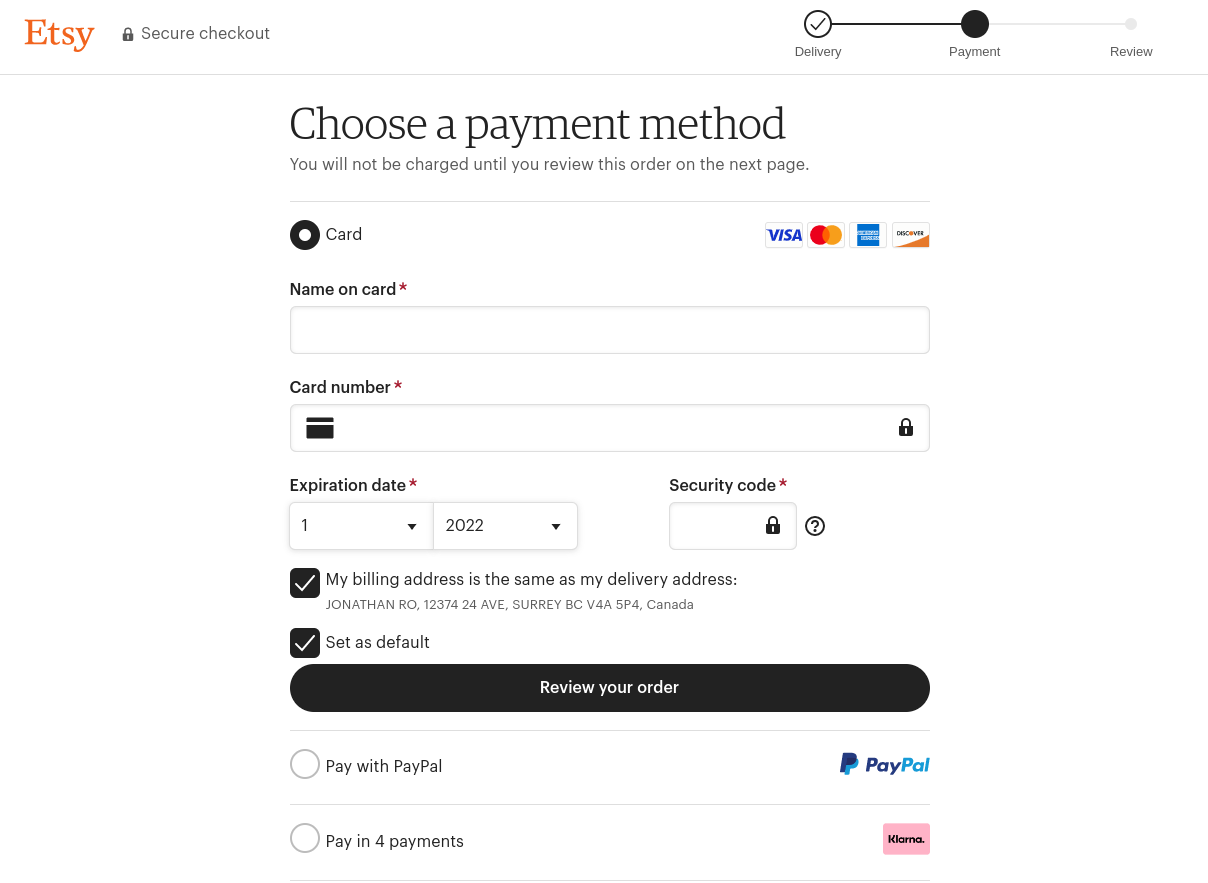 Etsy
Secure checkout
Delivery
Payment
Review
Choose a payment method
You will not be charged until you review this order on the next page.
Card
VISA
DISCOVER
Name on card*
Card number*
Expiration date*
Security code*
1
2022
?
My billing address is the same as my delivery address:
JONATHAN RO, 12374 24 AVE, SURREY BC V4A 5P4, Canada
Set as default
Review your order
Pay with PayPal
PayPal
Pay in 4 payments
Klarna.